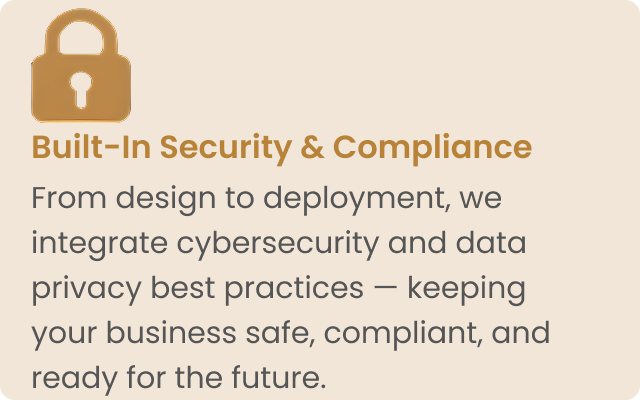 Built-In Security & Compliance
From design to deployment, we
integrate cybersecurity and data
privacy best practices — keeping
your business safe, compliant, and
ready for the future.